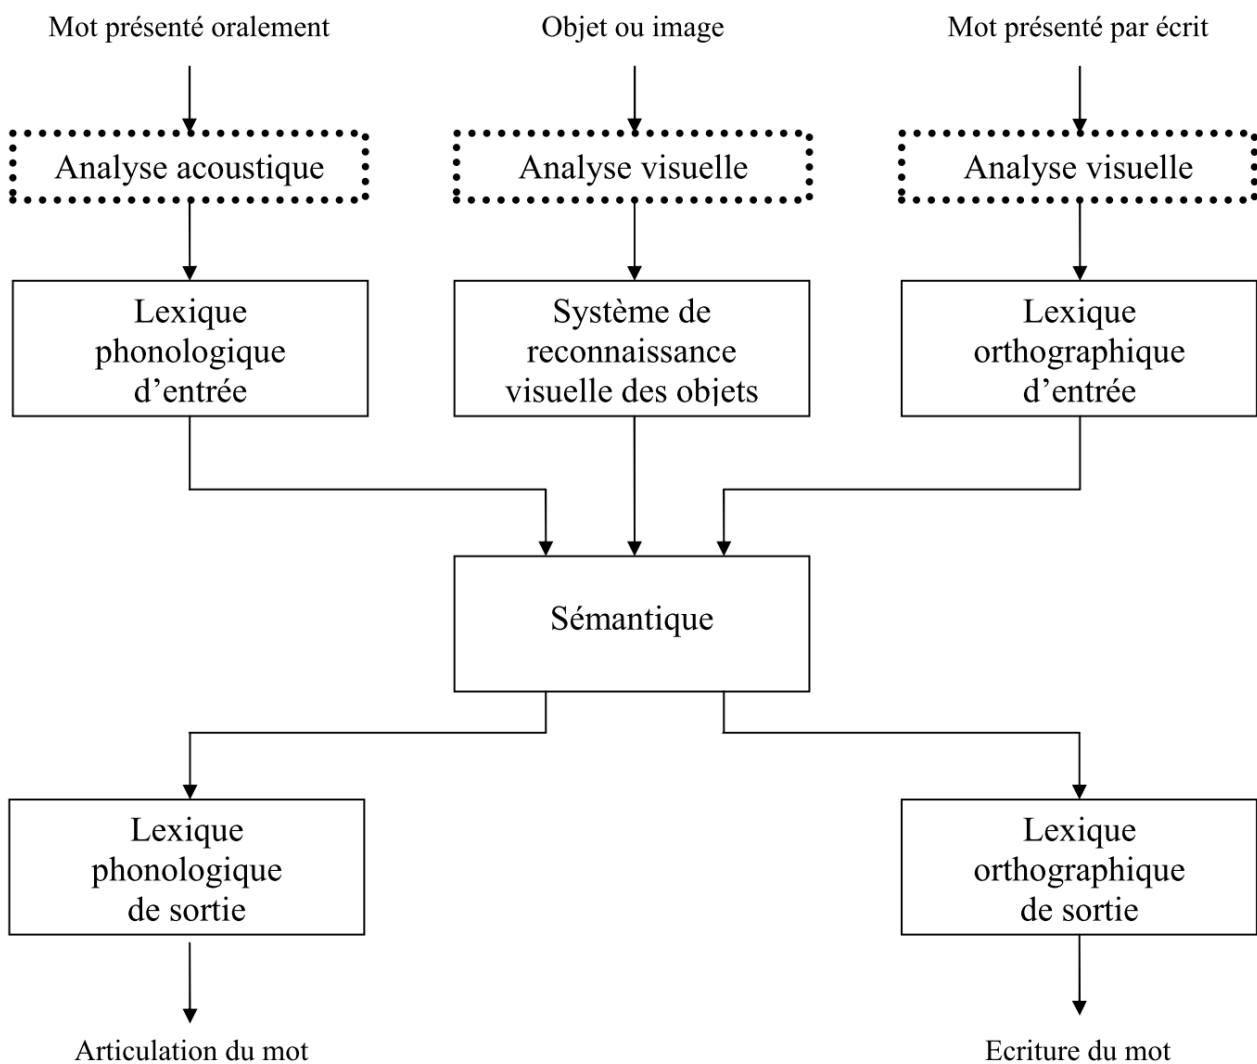 Mot présenté oralement
Objet ou image
Mot présenté par écrit
Analyse acoustique
Analyse visuelle
Analyse visuelle
Lexique
phonologique
d’entrée
Système de
reconnaissance
visuelle des objets
Lexique
orthographique
d’entrée
Sémantique
Lexique
phonologique
de sortie
Lexique
orthographique
de sortie
Articulation du mot
Ecriture du mot